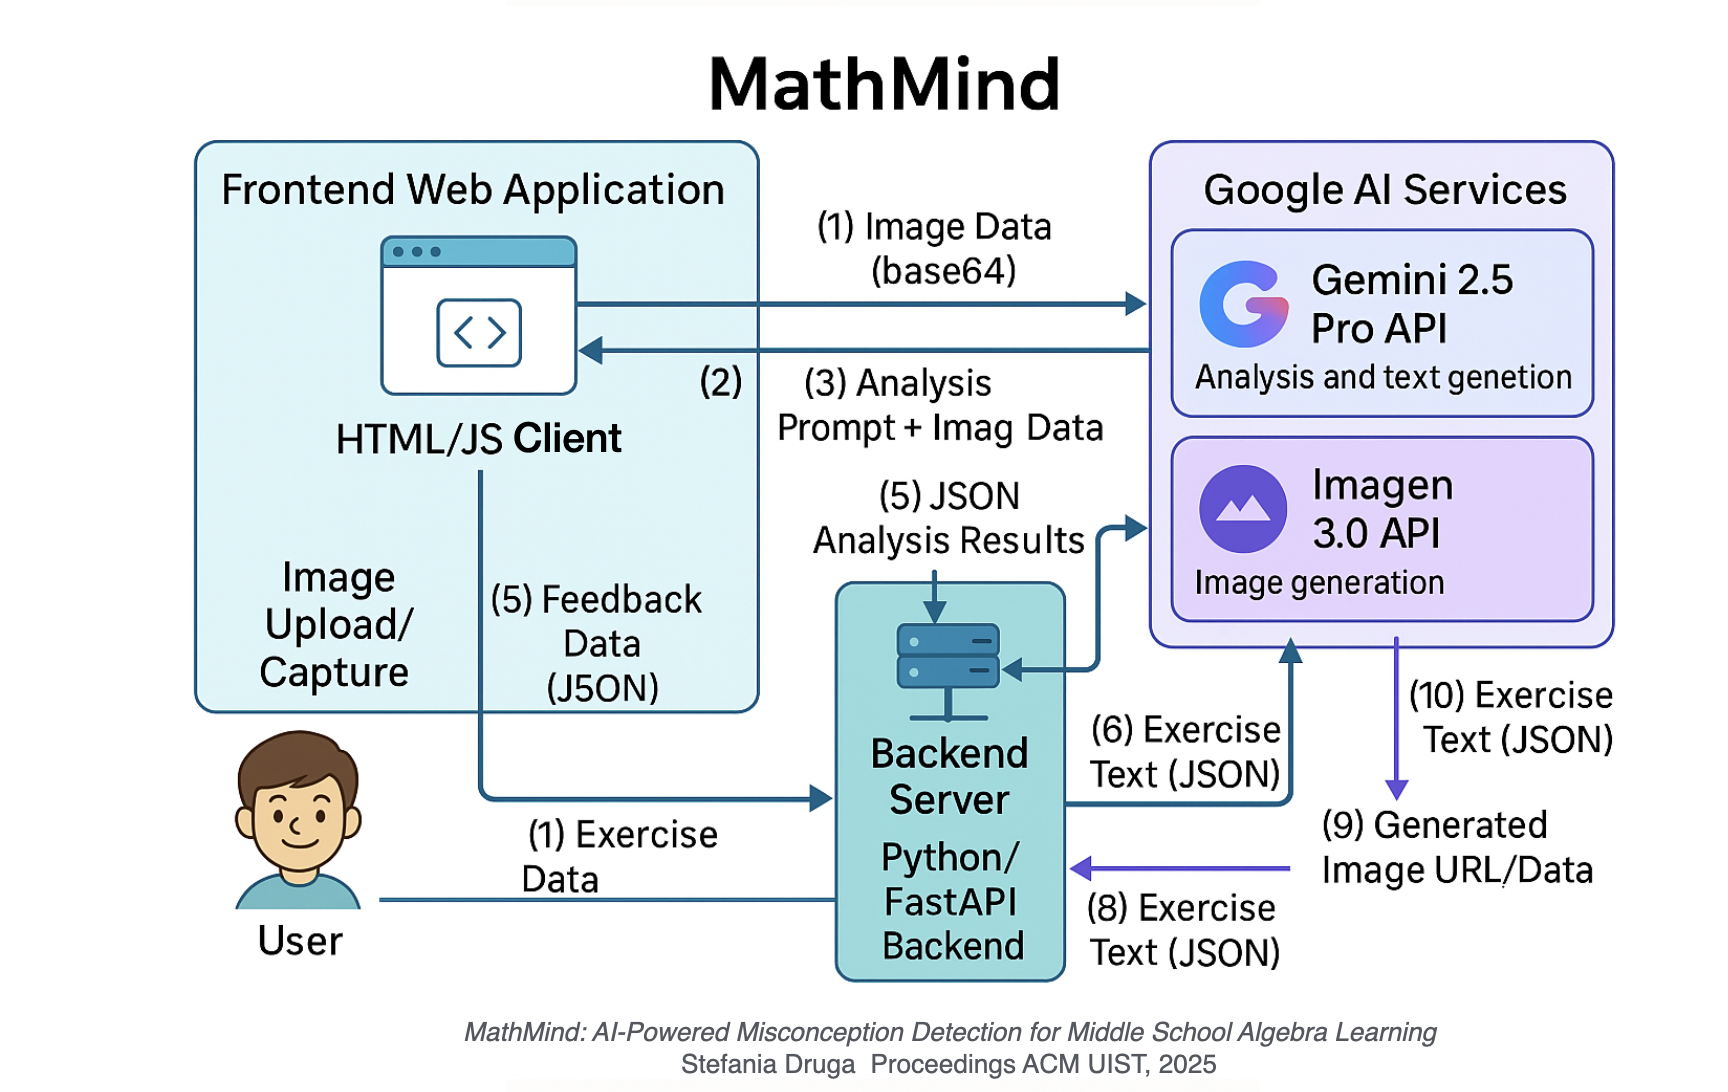 MathMind
Frontend Web Application
HTML/JS Client
Image
Upload/
Capture
(5) Feedback
Data
(J5ON)
User
(1) Image Data
(base64)
(2)
(3) Analysis
Prompt + Imag Data
(5) JSON
Analysis Results
Google AI Services
Gemini 2.5
Pro API
Analysis and text genetion
Imagen
3.0 API
Image generation
(1) Exercise
Data
Backend
Server
Python/
FastAPI
Backend
(6) Exercise
Text (JSON)
(10) Exercise
Text (JSON)
(9) Generated
Image URL/Data
(8) Exercise
Text (JSON)
MathMind: AI-Powered Misconception Detection for Middle School Algebra Learning
Stefania Druga Proceedings ACM UIST, 2025